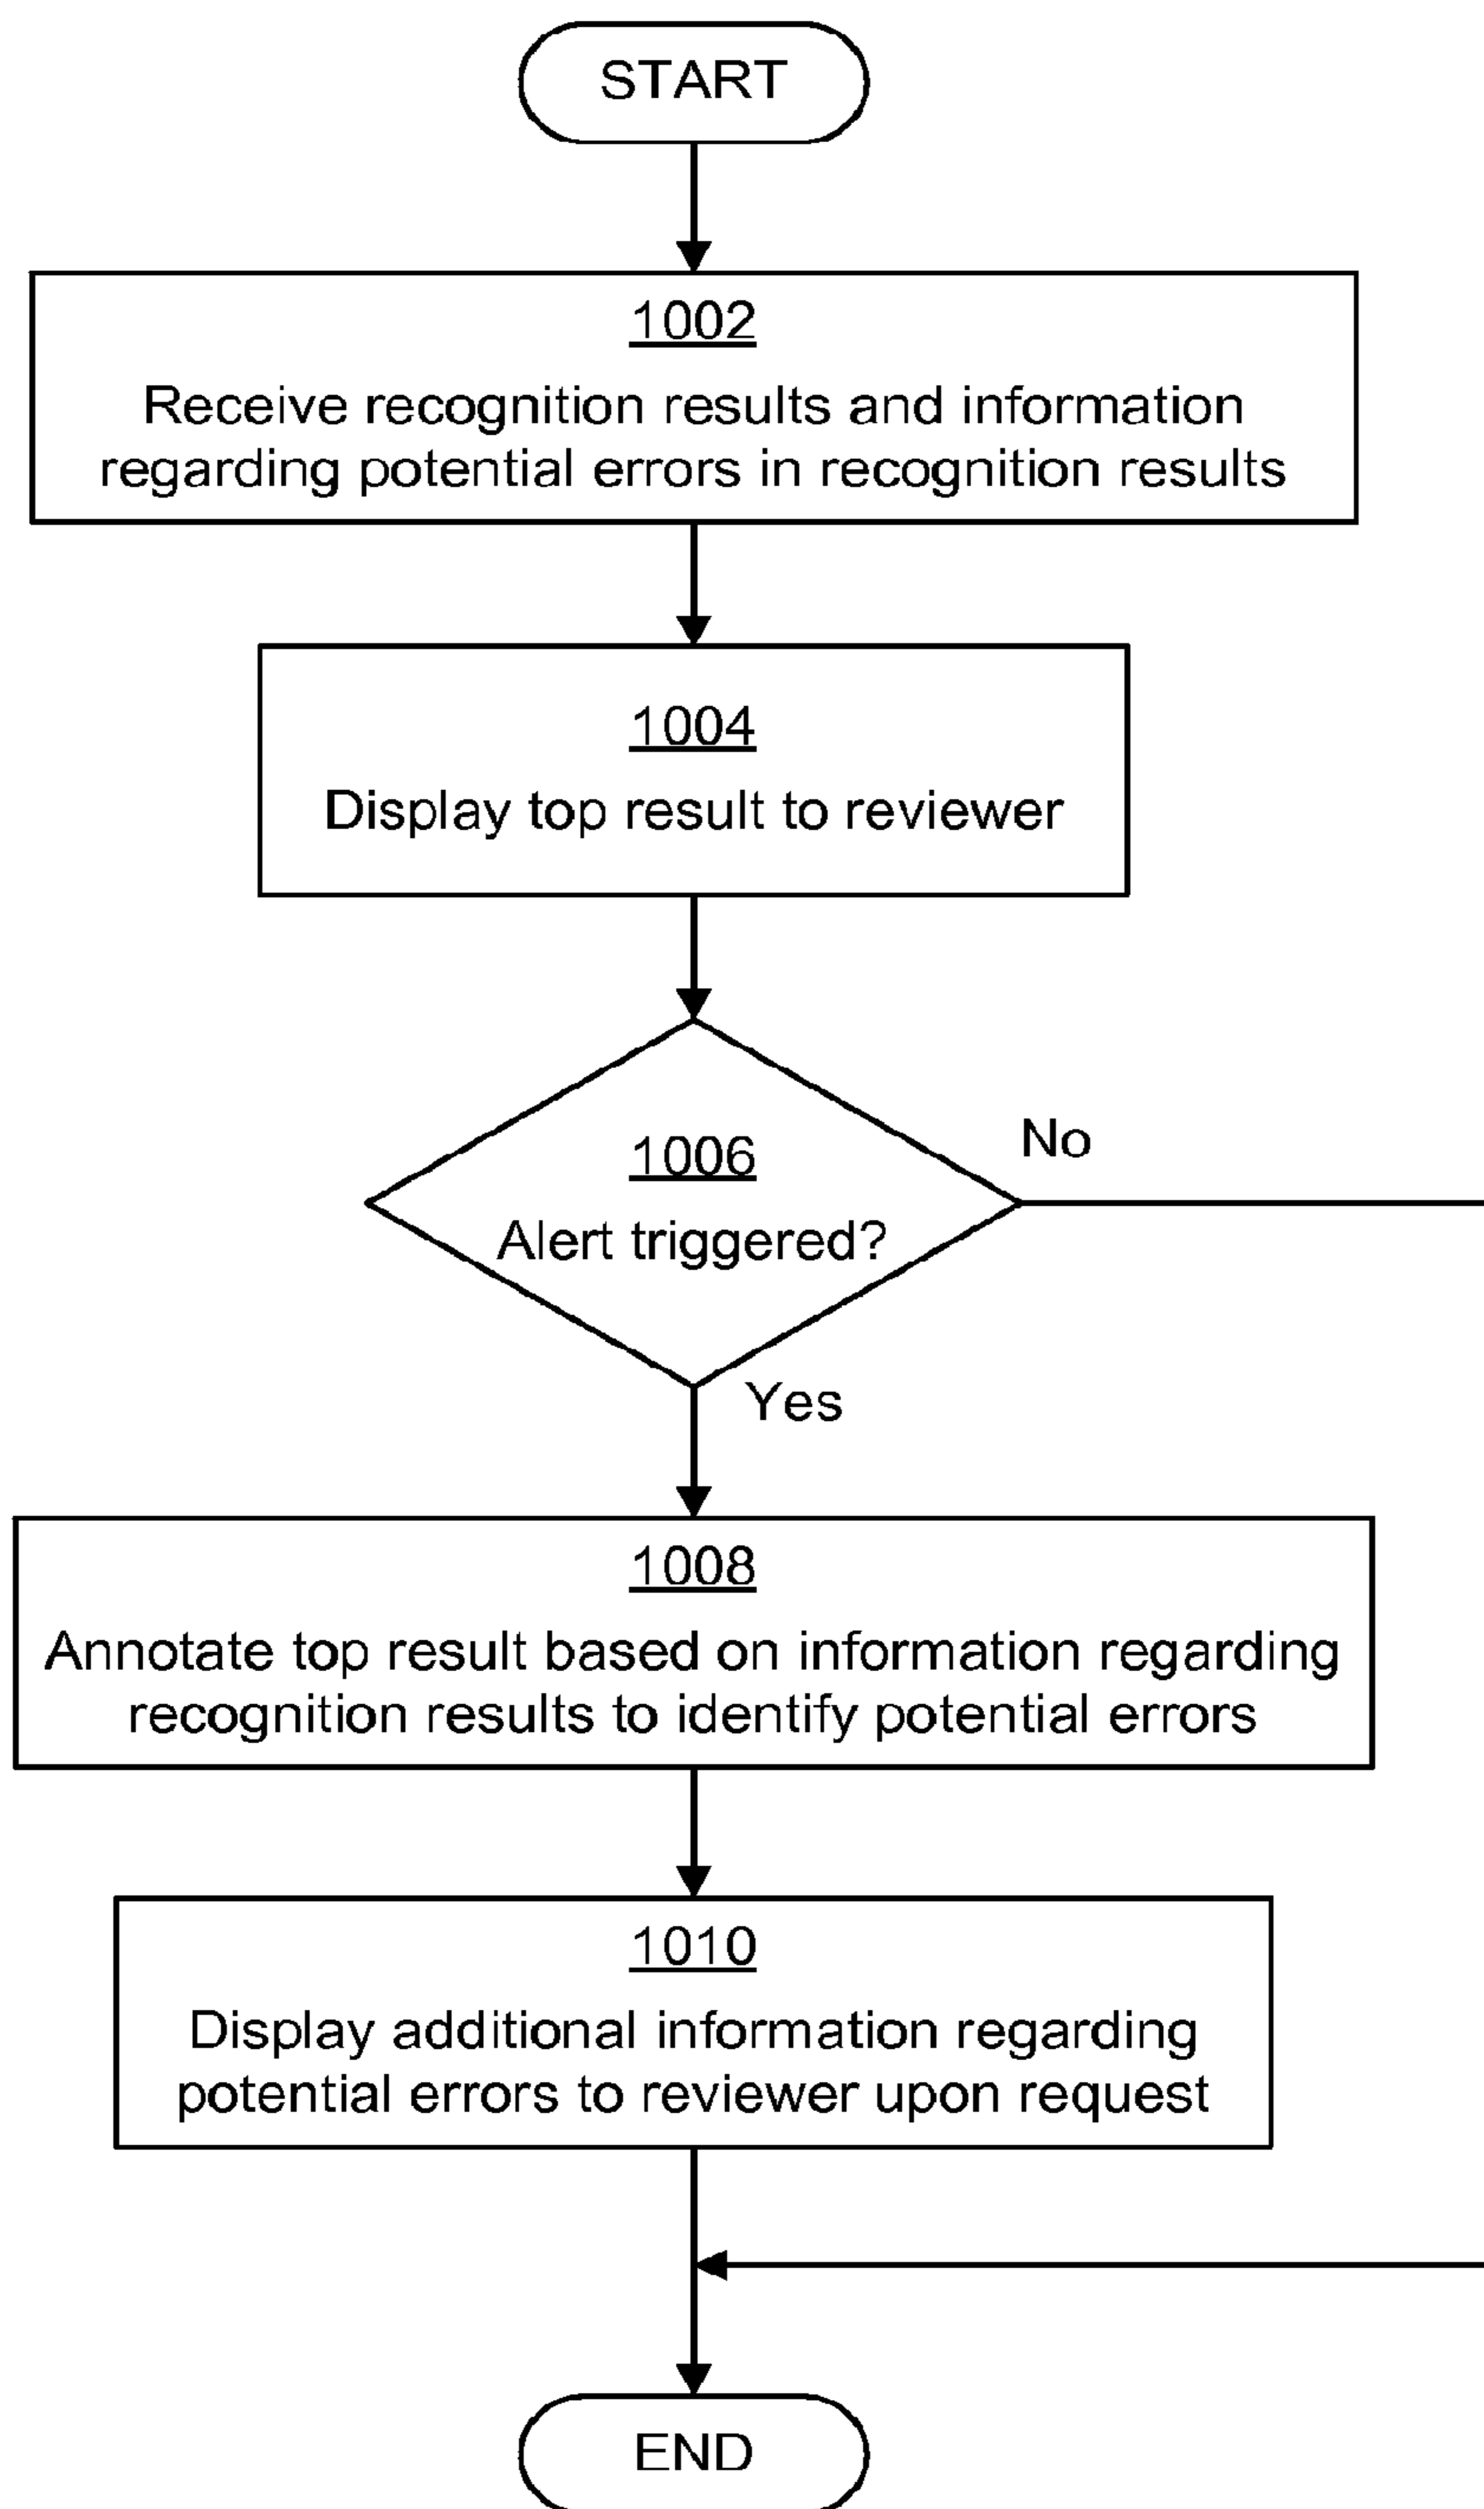 START
1002
Receive recognition results and information
regarding potential errors in recognition results
1004
Display top result to reviewer
1006
Alert triggered?
No
Yes
1008
Annotate top result based on information regarding
recognition results to identify potential errors
1010
Display additional information regarding
potential errors to reviewer upon request
END